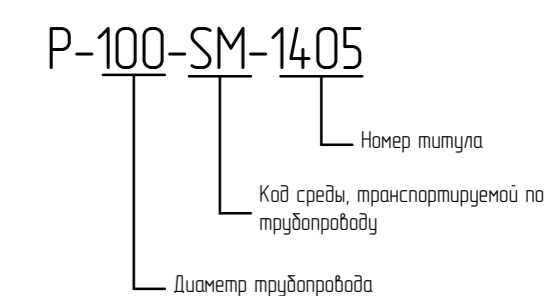 P-100-SM-1405
Номер титула
Код среды, транспортируемой по
трубопроводу
Диаметр трубопровода